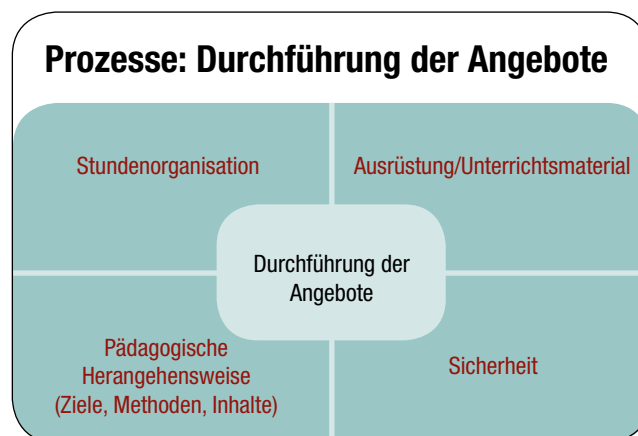 Prozesse: Durchführung der Angebote
Stundenorganisation
Ausrüstung/Unterrichtsmaterial
Durchführung der
Angebote
Pädagogische
Herangehensweise
(Ziele, Methoden, Inhalte)
Sicherheit